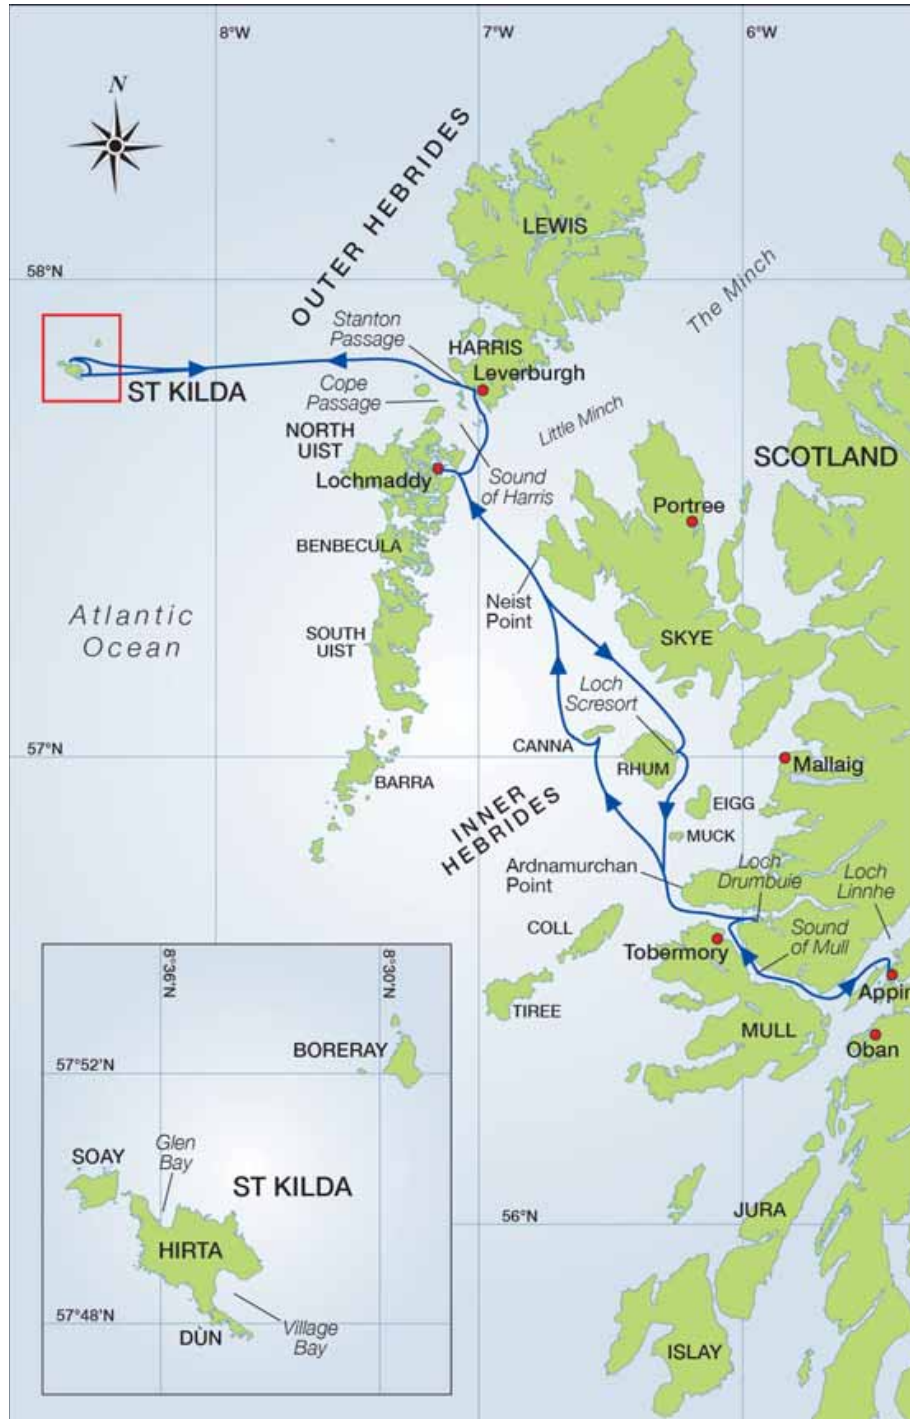 8°W
7°W
6°W
N
OUTER HEBRIDES
LEWIS
The Minch
58°N
Stanton
Passage
HARRIS
Leverburgh
ST KILDA
Cope
Passage
Little Minch
NORTH
UIST
SCOTLAND
Lochmaddy
Sound
of Harris
Portree
BENBECULA
Neist
Point
Atlantic
Ocean
SOUTH
UIST
SKYE
Loch
Scresort
57°N
CANNA
RHUM
Mallaig
BARRA
EIGG
INNER
HEBRIDES
MUCK
Ardnamurchan
Point
Loch
Drumbuie
Loch
Linnhe
COLL
Tobermory
Sound
of Mull
Appin
TIREE
MULL
Oban
8°36'N
8°30'N
BORERAY
57°52'N
Glen
Bay
SOAY
ST KILDA
JURA
56°N
HIRTA
57°48'N
Village
Bay
DÙN
ISLAY